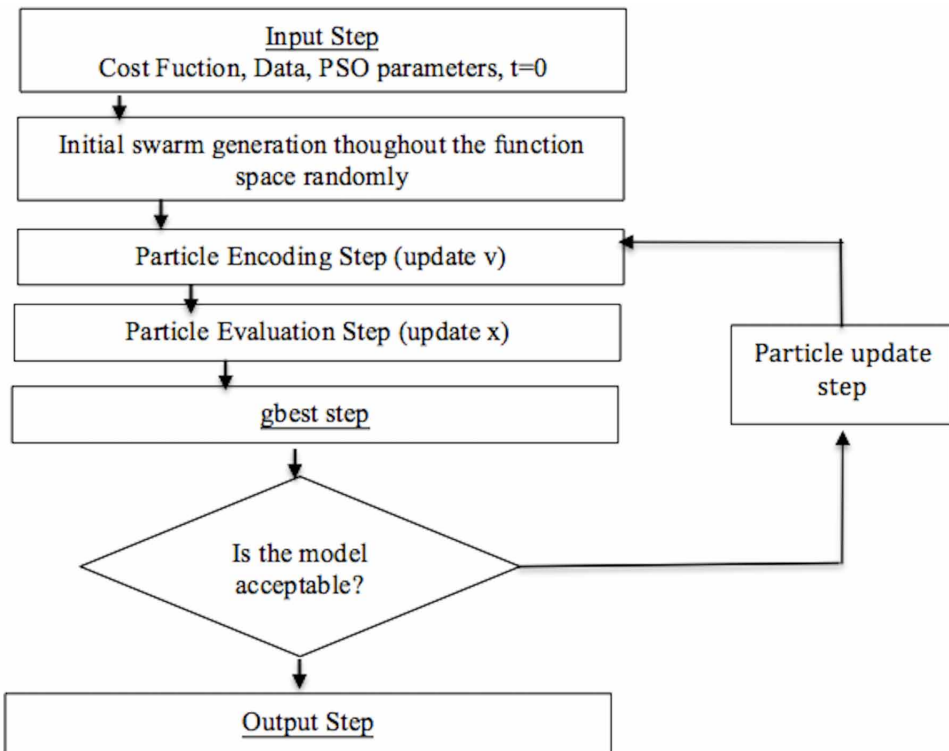 Input Step
Cost Fuction, Data, PSO parameters, t=0
Initial swarm generation thoughout the function
space randomly
Particle Encoding Step (update v)
Particle Evaluation Step (update x)
Particle update
step
gbest step
Is the model
acceptable?
Output Step